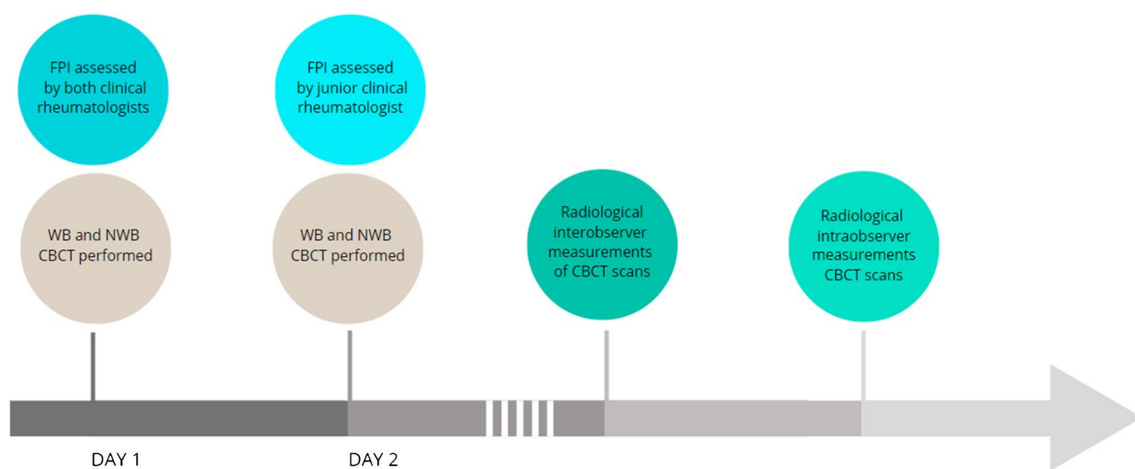 FPI assessed
by both clinical
rheumatologists
FPI assessed
by junior clinical
rheumatologist
WB and NWB
CBCT performed
WB and NWB
CBCT performed
Radiological
interobserver
measurements
of CBCT scans
Radiological
intraobserver
measurements
CBCT scans
DAY 1
DAY 2